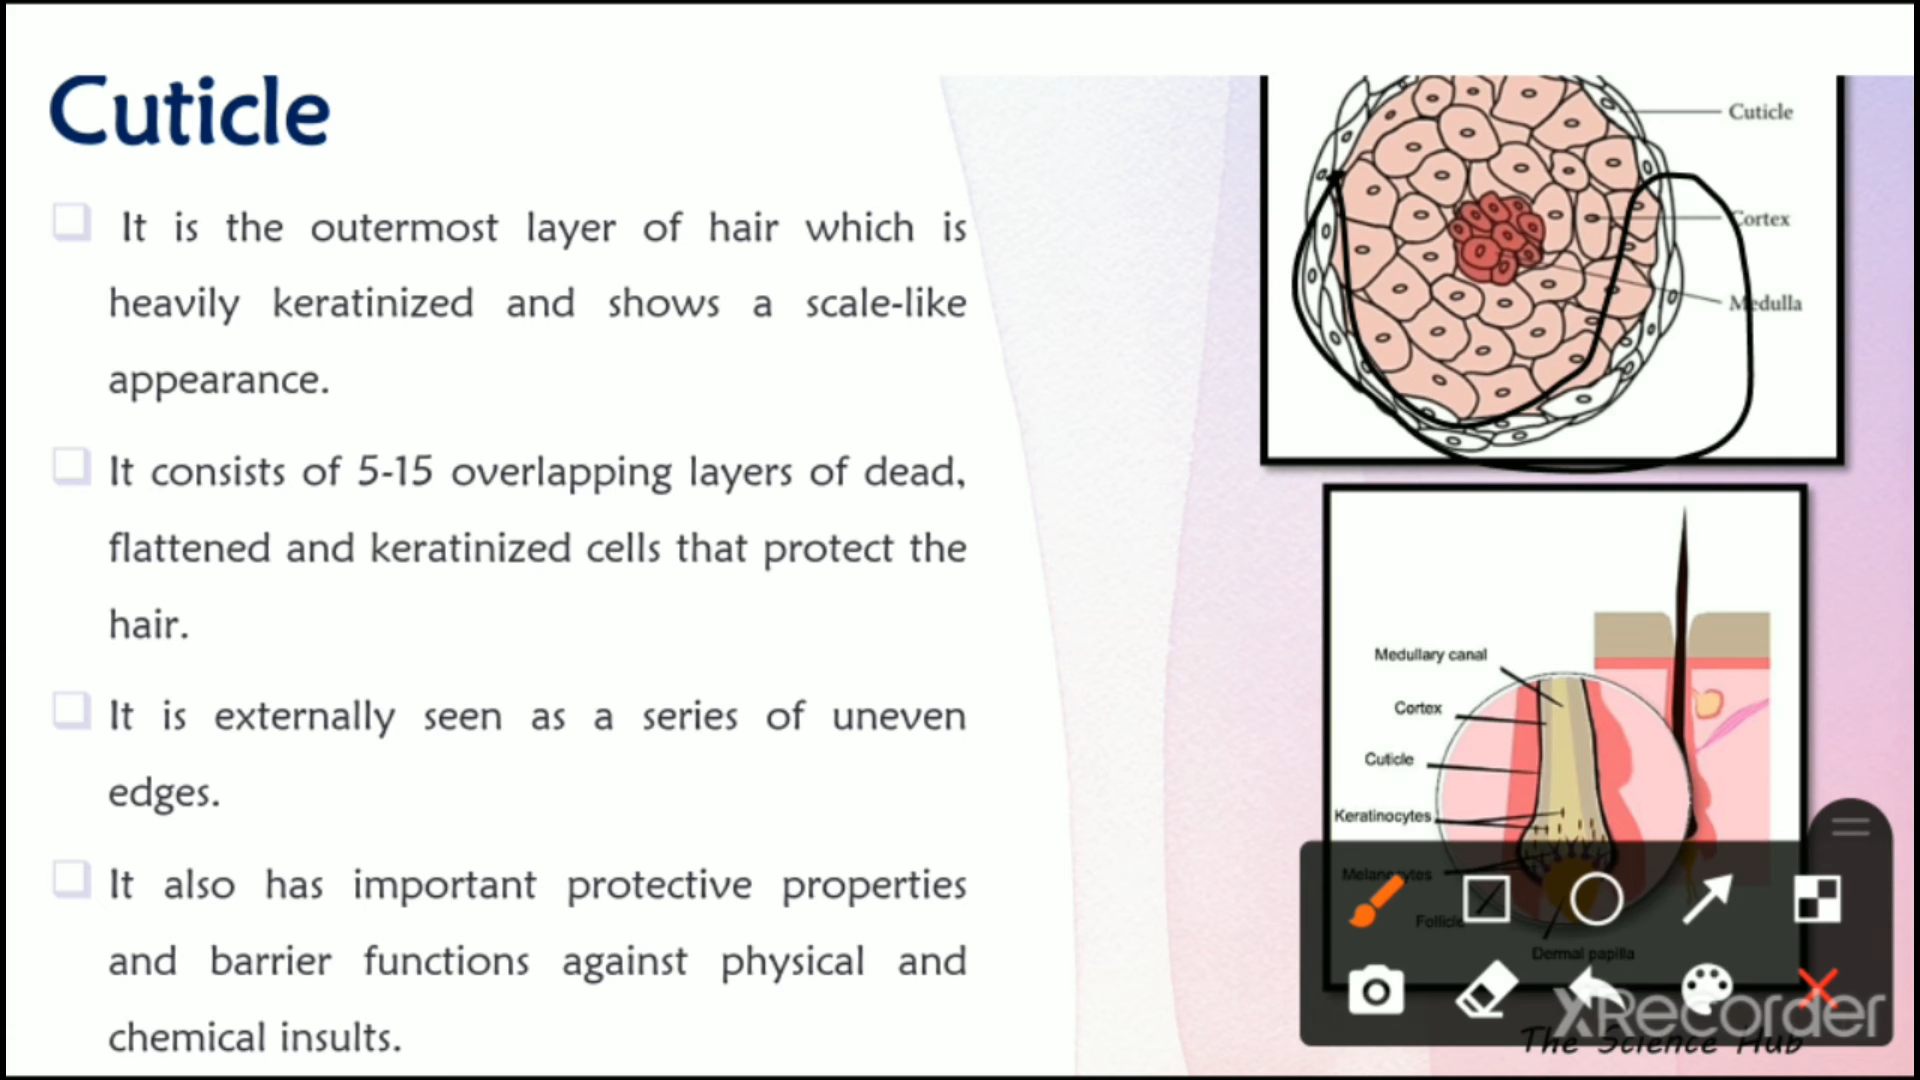 Cuticle
It is the outermost layer of hair which is
heavily keratinized and shows a scale-like
appearance.
It consists of 5-15 overlapping layers of dead,
flattened and keratinized cells that protect the
hair.
It is externally seen as a series of uneven
edges.
It also has important protective properties
and barrier functions against physical and
chemical insults.
Cuticle
Cortex
Medulla
Medullary canal
Cortex
Cuticle
Keratinocytes
Melanocytes
Follicle
Dermal papilla
XRecorder
The Science Hub